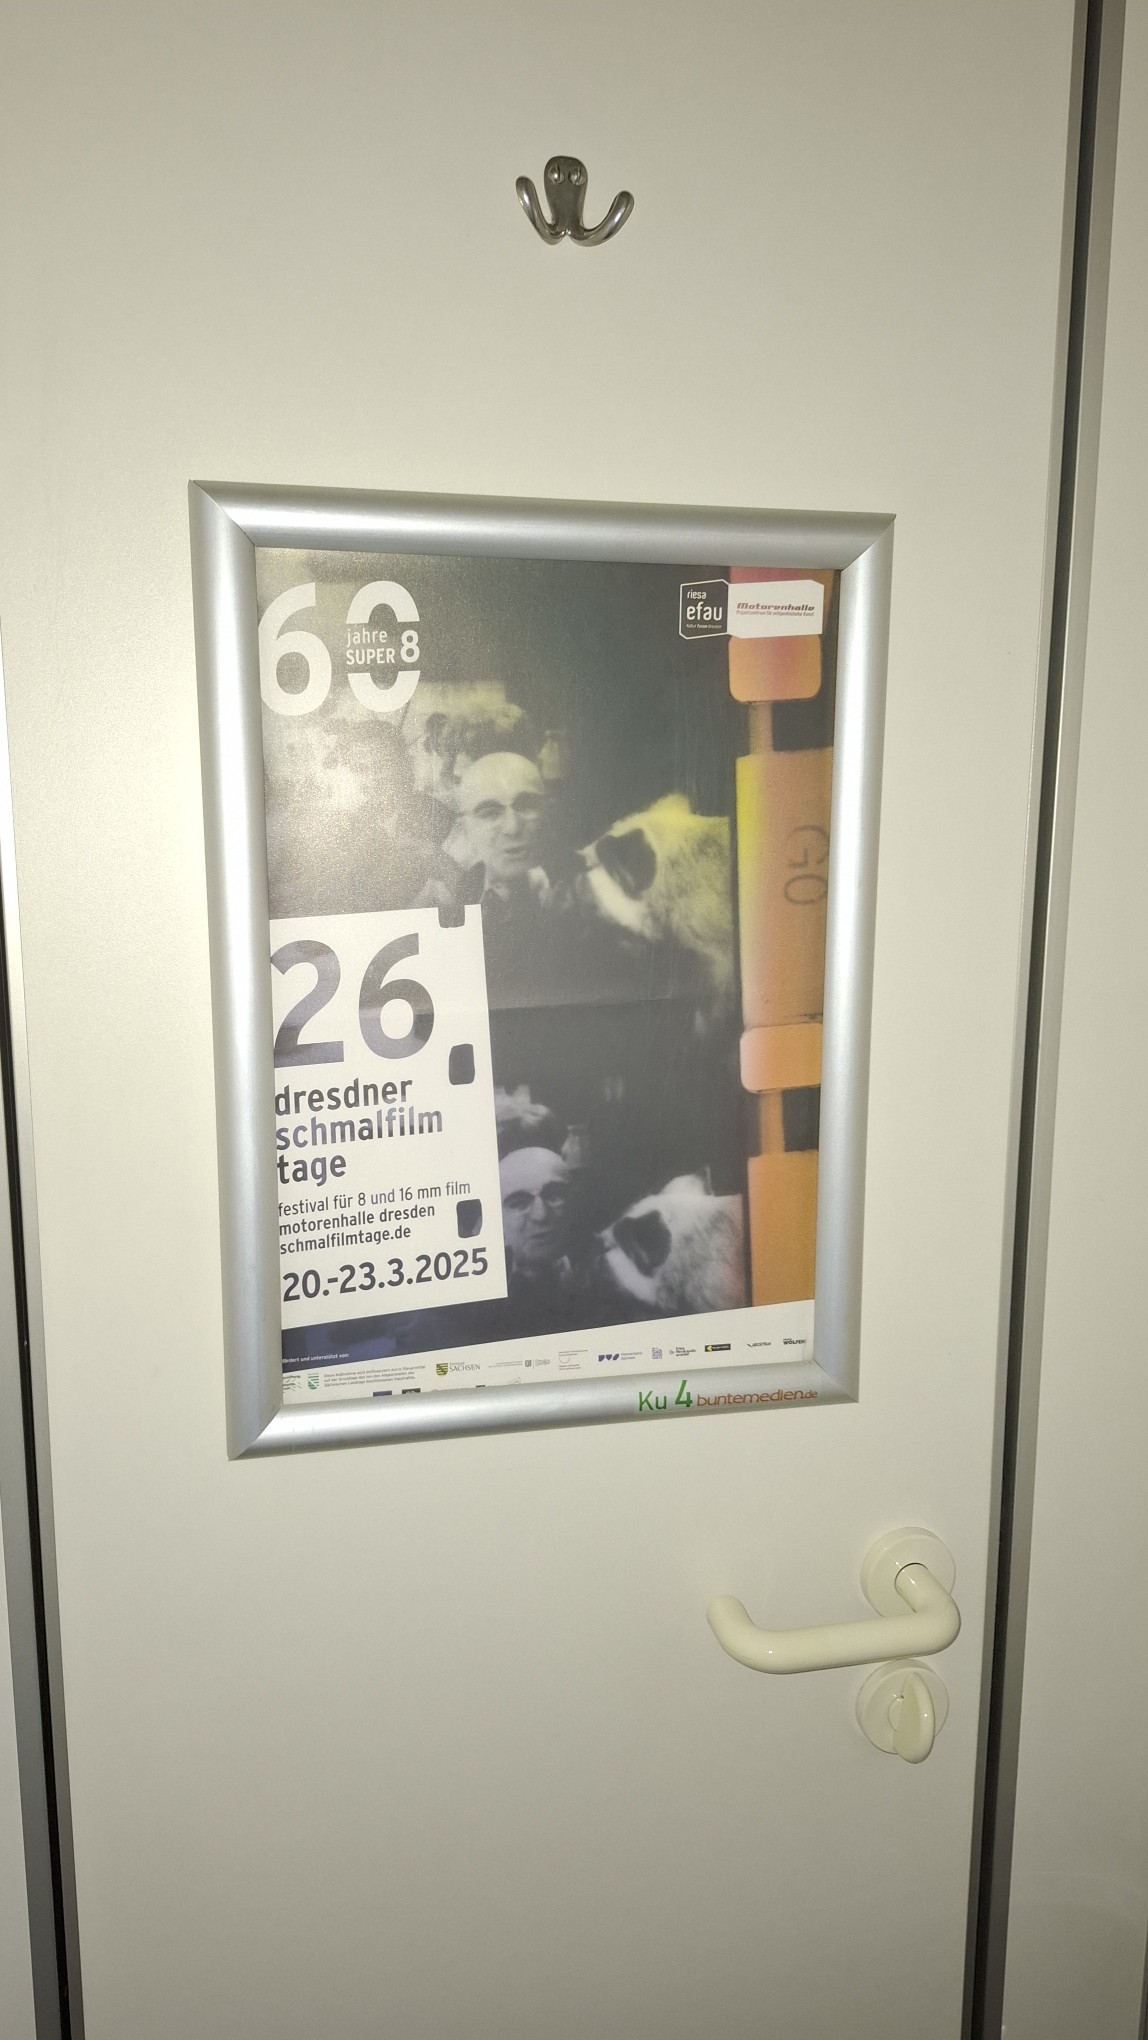 60
jahre
SUPER 8
riesa
efau
Motorenhalle
26
dresdner
schmalfilm
tage
festival für 8 und 16 mm film
motorenhalle dresden
schmalfilmtage.de
20.-23.3.2025
SACHSEN
Ku 4 buntemedien.de